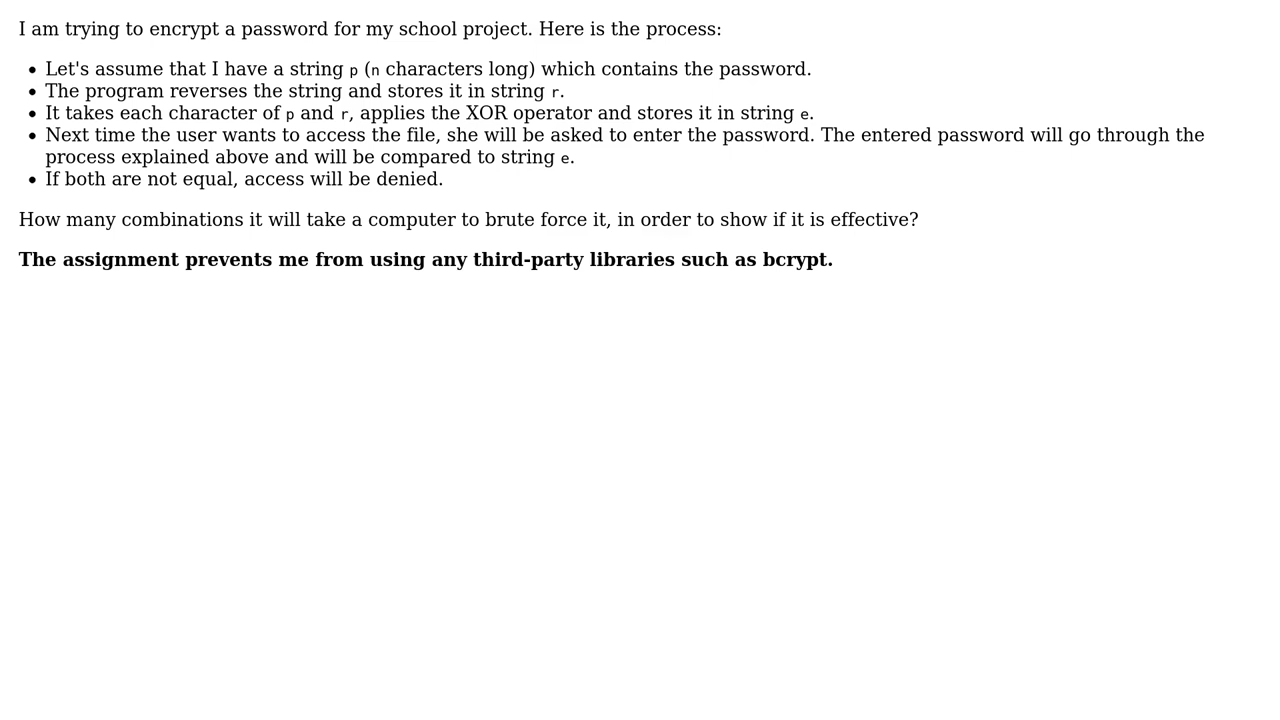 I am trying to encrypt a password for my school project. Here is the process:
• Let's assume that I have a string p (n characters long) which contains the password.
• The program reverses the string and stores it in string r.
• It takes each character of p and r, applies the XOR operator and stores it in string e.
• Next time the user wants to access the file, she will be asked to enter the password. The entered password will go through the
process explained above and will be compared to string e.
• If both are not equal, access will be denied.
How many combinations it will take a computer to brute force it, in order to show if it is effective?
The assignment prevents me from using any third-party libraries such as bcrypt.